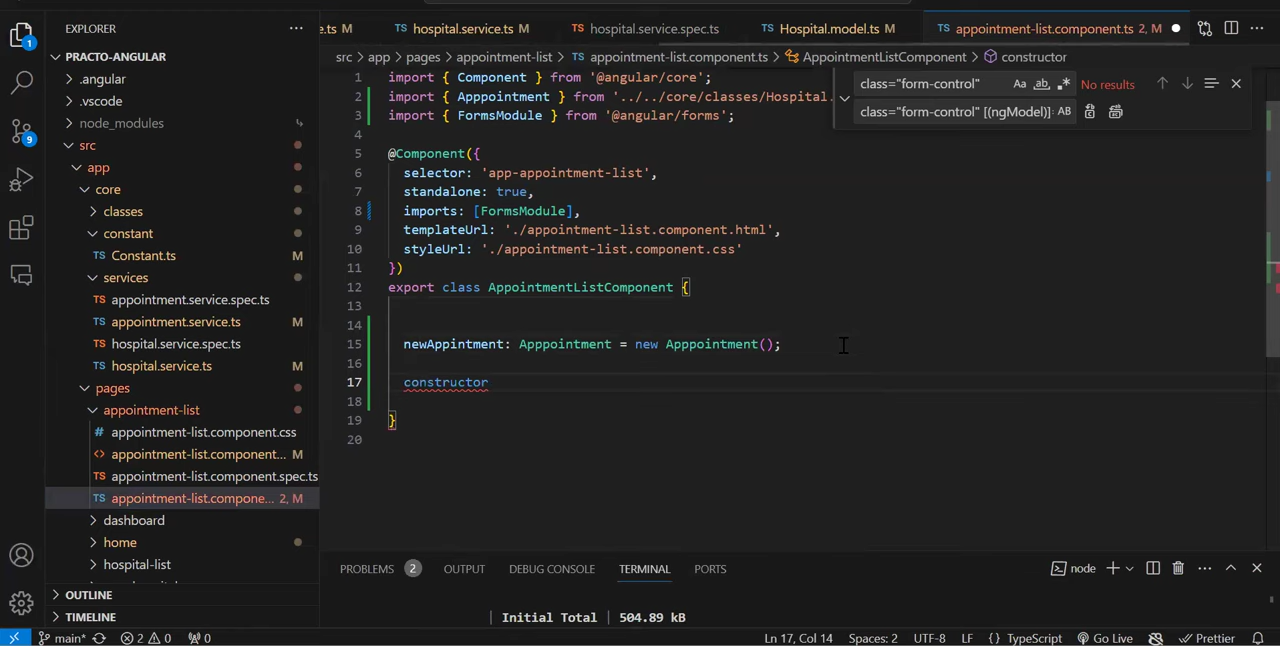 EXPLORER
PRACTO-ANGULAR
.angular
.vscode
node_modules
src
app
core
classes
constant
TS Constant.ts M
services
TS appointment.service.spec.ts
TS appointment.service.ts M
TS hospital.service.spec.ts
TS hospital.service.ts M
pages
appointment-list
# appointment-list.component.css
<> appointment-list.component... M
TS appointment-list.component.spec.ts
TS appointment-list.compone... 2, M
dashboard
home
hospital-list
OUTLINE
TIMELINE
e.ts M
TS hospital.service.ts M
TS hospital.service.spec.ts
TS Hospital.model.ts M
TS appointment-list.component.ts 2, M
src > app > pages > appointment-list > TS appointment-list.component.ts > AppointmentListComponent > constructor
class="form-control" Aa ab .* No results
class="form-control" [(ngModel)]: AB
1 import { Component } from '@angular/core';
2 import { Apppointment } from '../../core/classes/Hospital.
3 import { FormsModule } from '@angular/forms';
4
5 @Component({
6 selector: 'app-appointment-list',
7 standalone: true,
8 imports: [FormsModule],
9 templateUrl: './appointment-list.component.html',
10 styleUrl: './appointment-list.component.css'
11 })
12 export class AppointmentListComponent {
13
14
15 newAppintment: Apppointment = new Apppointment();
16
17 constructor
18
19 }
20
PROBLEMS 2 OUTPUT DEBUG CONSOLE TERMINAL PORTS
node
| Initial Total | 504.89 kB
main* 2 0 0
Ln 17, Col 14 Spaces: 2 UTF-8 LF {} TypeScript Go Live Prettier
1
9